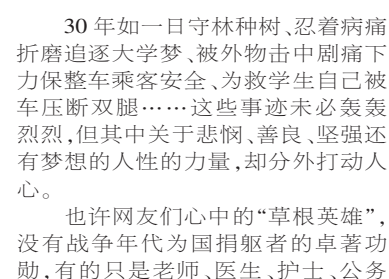 30 年如一日守林种树、忍着病痛
折磨追逐大学梦、被外物击中剧痛下
力保整车乘客安全、为救学生自己被
车压断双腿……这些事迹未必轰轰
烈烈,但其中关于悲悯、善良、坚强还
有梦想的人性的力量,却分外打动人
心。
也许网友们心中的“草根英雄”,
没有战争年代为国捐躯者的卓著功
勋,有的只是老师、医生、护士、公务